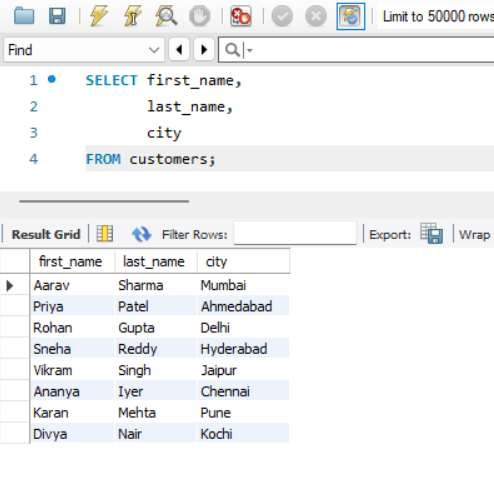 Limit to 50000 rows
Find
1 SELECT first_name,
2 last_name,
3 city
4 FROM customers;
Result Grid Filter Rows: Export: Wrap
first_name last_name city
Aarav Sharma Mumbai
Priya Patel Ahmedabad
Rohan Gupta Delhi
Sneha Reddy Hyderabad
Vikram Singh Jaipur
Ananya Iyer Chennai
Karan Mehta Pune
Divya Nair Kochi